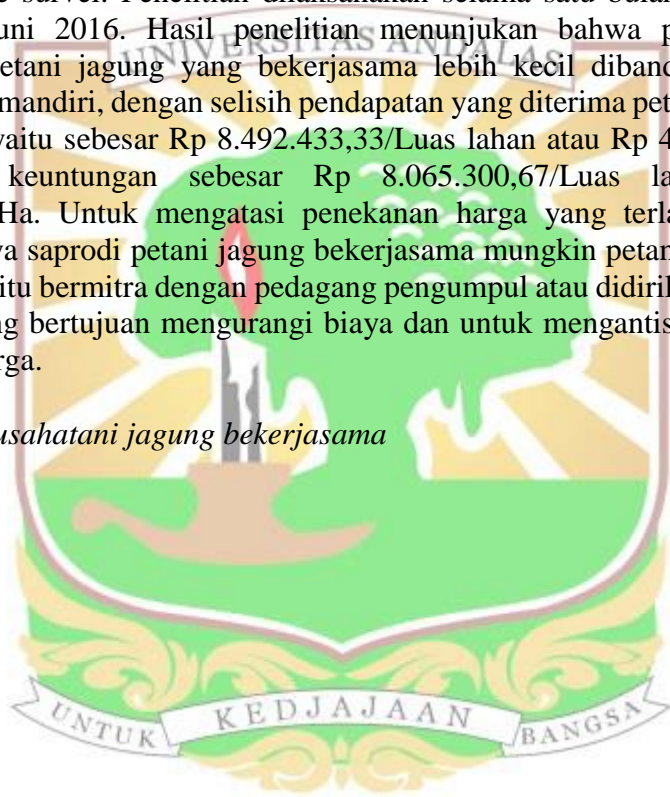 survei. Penelitian dilaksanakan selama satu bulan
uni 2016. Hasil penelitian menunjukan bahwa p
UNIVERSITAS ANDALAS
etani jagung yang bekerjasama lebih kecil diband
mandiri, dengan selisih pendapatan yang diterima pet
yaitu sebesar Rp 8.492.433,33/Luas lahan atau Rp 4
keuntungan sebesar Rp 8.065.300,67/Luas la
Ha. Untuk mengatasi penekanan harga yang terla
ya saprodi petani jagung bekerjasama mungkin petan
itu bermitra dengan pedagang pengumpul atau didirik
ng bertujuan mengurangi biaya dan untuk mengantis
rga.
usahatani jagung bekerjasama
UNTUK KEDJAJAAN BANGSA